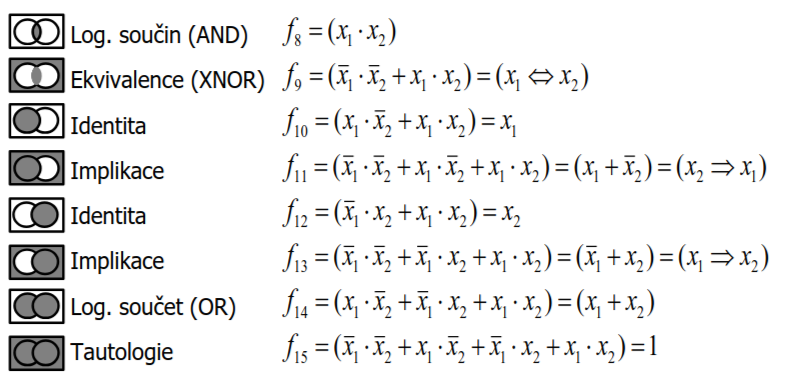 Log. součin (AND) f₈ = (x₁ · x₂)
Ekvivalence (XNOR) f₉ = (x̄₁ · x̄₂ + x₁ · x₂) = (x₁ ⇔ x₂)
Identita f₁₀ = (x₁ · x̄₂ + x₁ · x₂) = x₁
Implikace f₁₁ = (x̄₁ · x̄₂ + x₁ · x̄₂ + x₁ · x₂) = (x₁ + x̄₂) = (x₂ ⇒ x₁)
Identita f₁₂ = (x̄₁ · x₂ + x₁ · x₂) = x₂
Implikace f₁₃ = (x̄₁ · x̄₂ + x̄₁ · x₂ + x₁ · x₂) = (x̄₁ + x₂) = (x₁ ⇒ x₂)
Log. součet (OR) f₁₄ = (x₁ · x̄₂ + x̄₁ · x₂ + x₁ · x₂) = (x₁ + x₂)
Tautologie f₁₅ = (x̄₁ · x̄₂ + x₁ · x̄₂ + x̄₁ · x₂ + x₁ · x₂) = 1